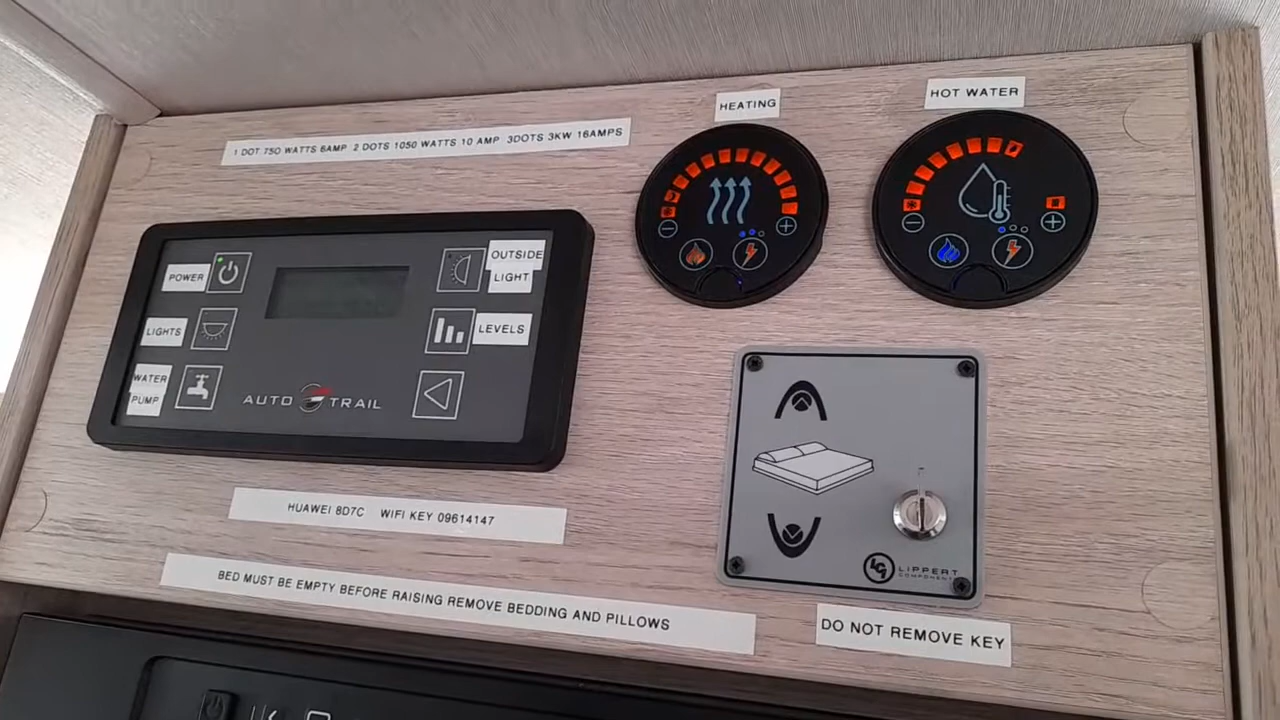 HEATING
HOT WATER
1 DOT 750 WATTS 6AMP 2 DOTS 1050 WATTS 10 AMP 3DOTS 3KW 16AMPS
POWER
OUTSIDE
LIGHT
LIGHTS
LEVELS
WATER
PUMP
AUTO TRAIL
HUAWEI 8D7C WIFI KEY 09614147
BED MUST BE EMPTY BEFORE RAISING REMOVE BEDDING AND PILLOWS
LCI LIPPERT
COMPONENTS
DO NOT REMOVE KEY